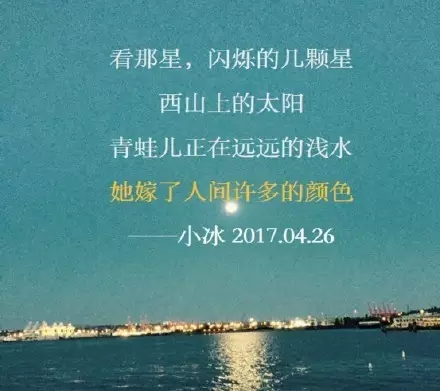 看那星，闪烁的几颗星
西山上的太阳
青蛙儿正在远远的浅水
她嫁了人间许多的颜色
——小冰 2017.04.26